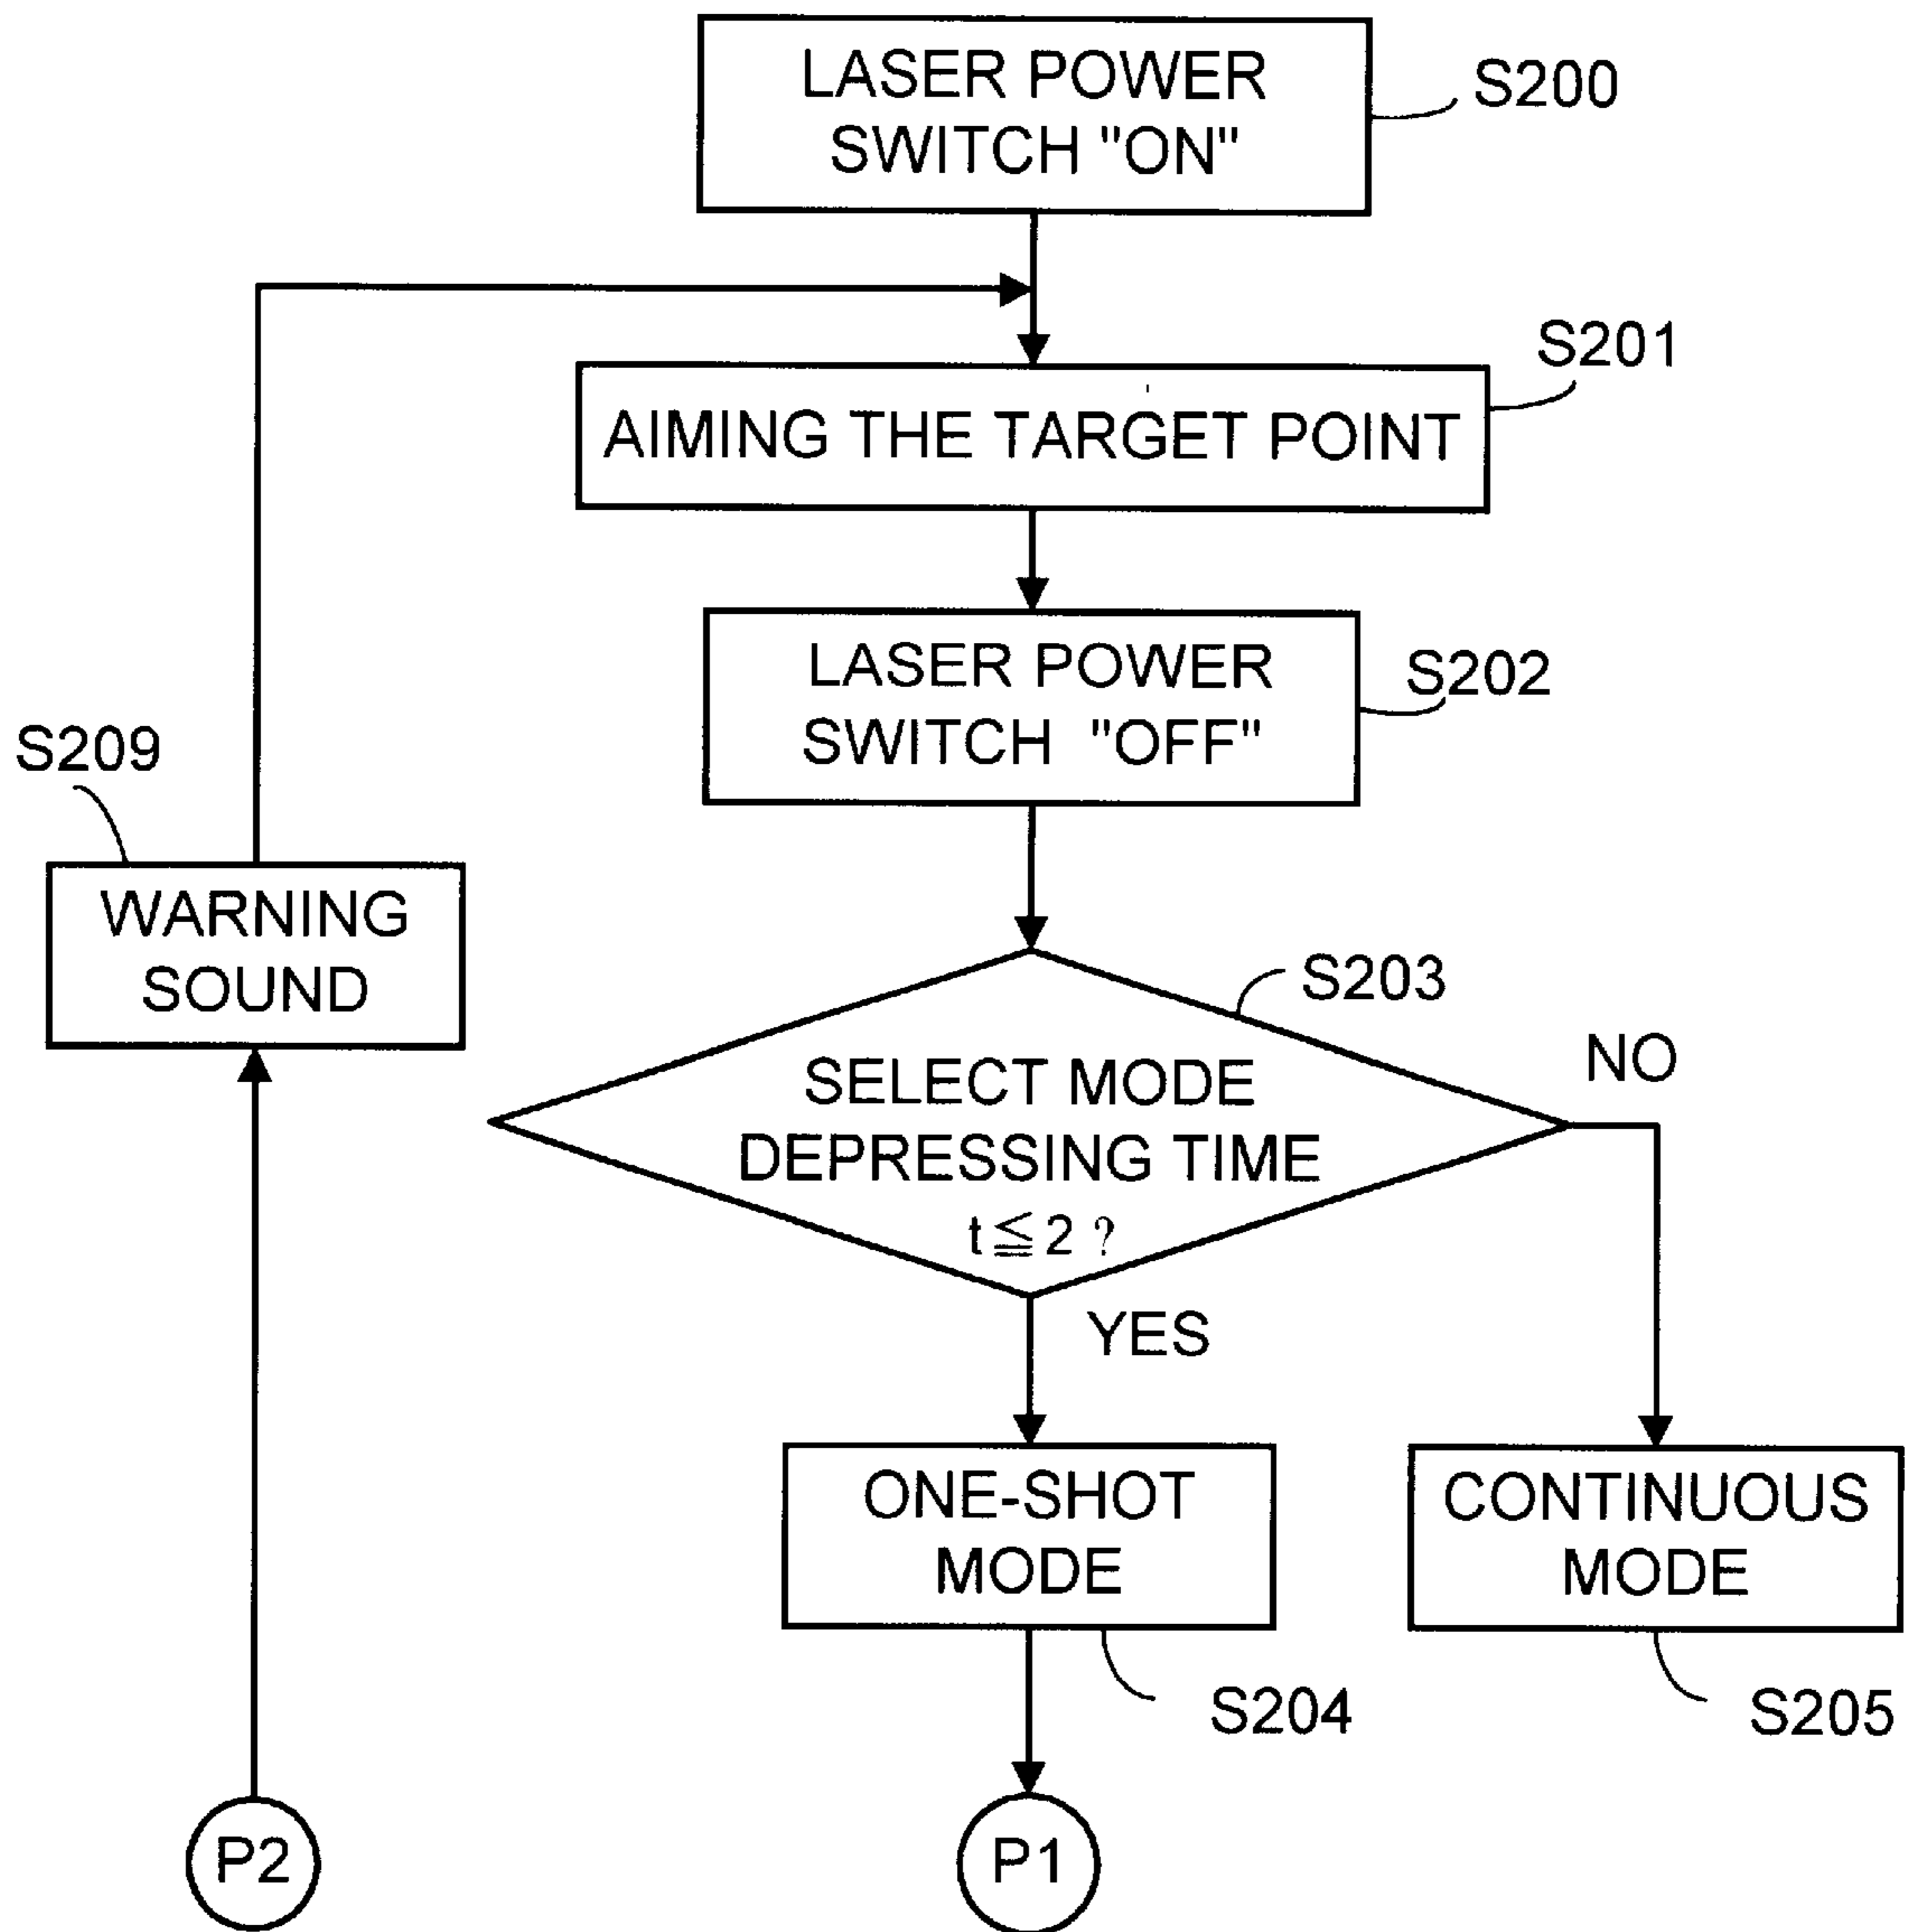 LASER POWER
SWITCH "ON"
S200
S201
AIMING THE TARGET POINT
LASER POWER
SWITCH "OFF"
S202
S209
WARNING
SOUND
S203
SELECT MODE
DEPRESSING TIME
t≦2 ?
NO
YES
ONE-SHOT
MODE
CONTINUOUS
MODE
S204
S205
P2
P1